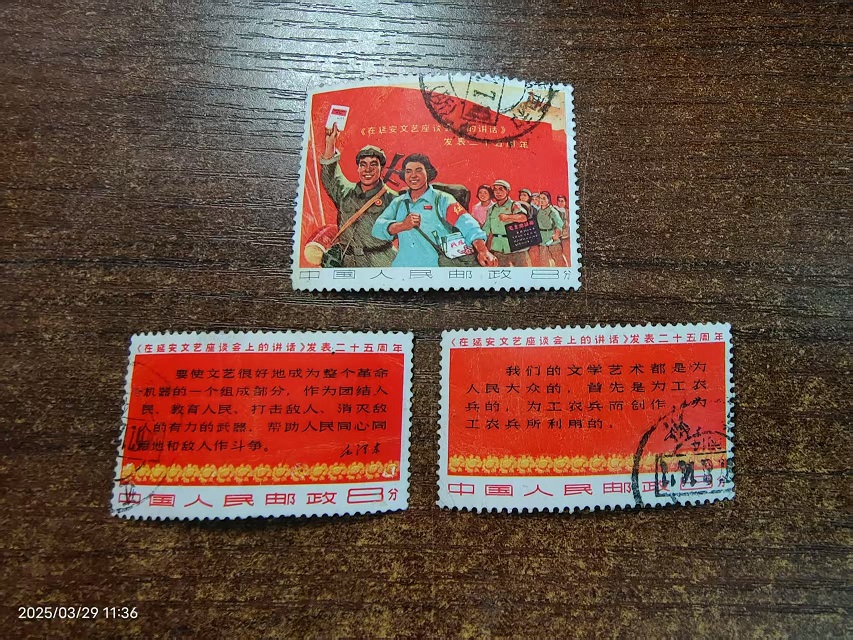 《在延安文艺座谈会上的讲话》
发表二十五周年
中国人民邮政 8分
《在延安文艺座谈会上的讲话》发表二十五周年
要使文艺很好地成为整个革命
机器的一个组成部分，作为团结人
民、教育人民、打击敌人、消灭敌
人的有力的武器，帮助人民同心同
德地和敌人作斗争。
毛泽东
中国人民邮政 8分
《在延安文艺座谈会上的讲话》发表二十五周年
我们的文学艺术都是为
人民大众的，首先是为工农
兵的，为工农兵而创作，为
工农兵所利用的。
中国人民邮政 8分
2025/03/29 11:36